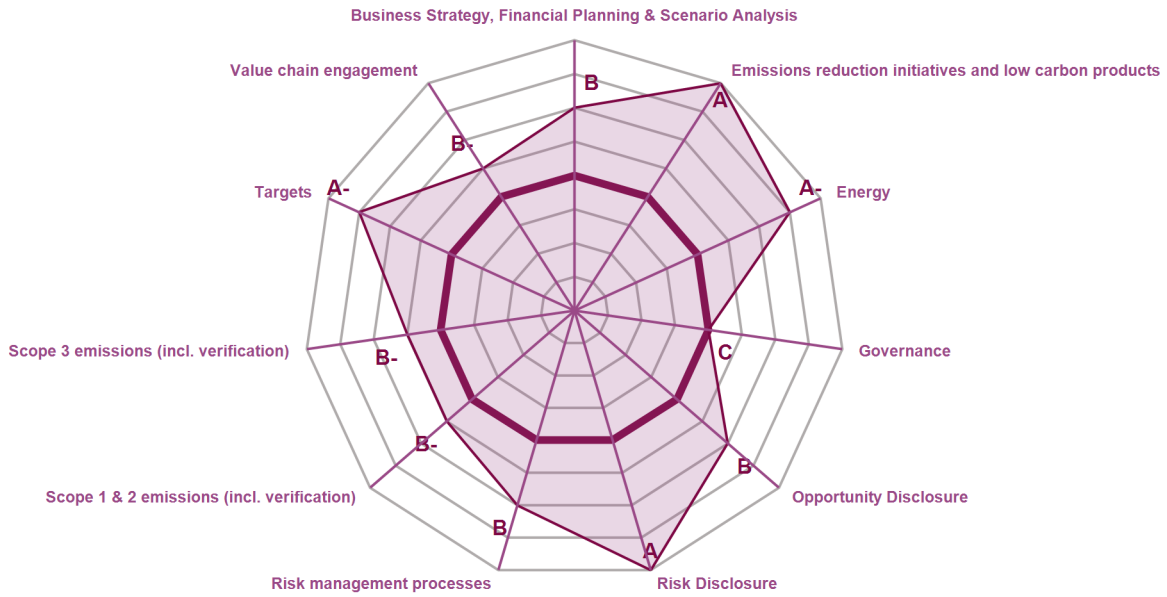 Business Strategy, Financial Planning & Scenario Analysis
Value chain engagement
Emissions reduction initiatives and low carbon products
B
A
B-
Targets
A-
A-
Energy
Scope 3 emissions (incl. verification)
B-
C
Governance
B-
B
Scope 1 & 2 emissions (incl. verification)
Opportunity Disclosure
B
A
Risk management processes
Risk Disclosure